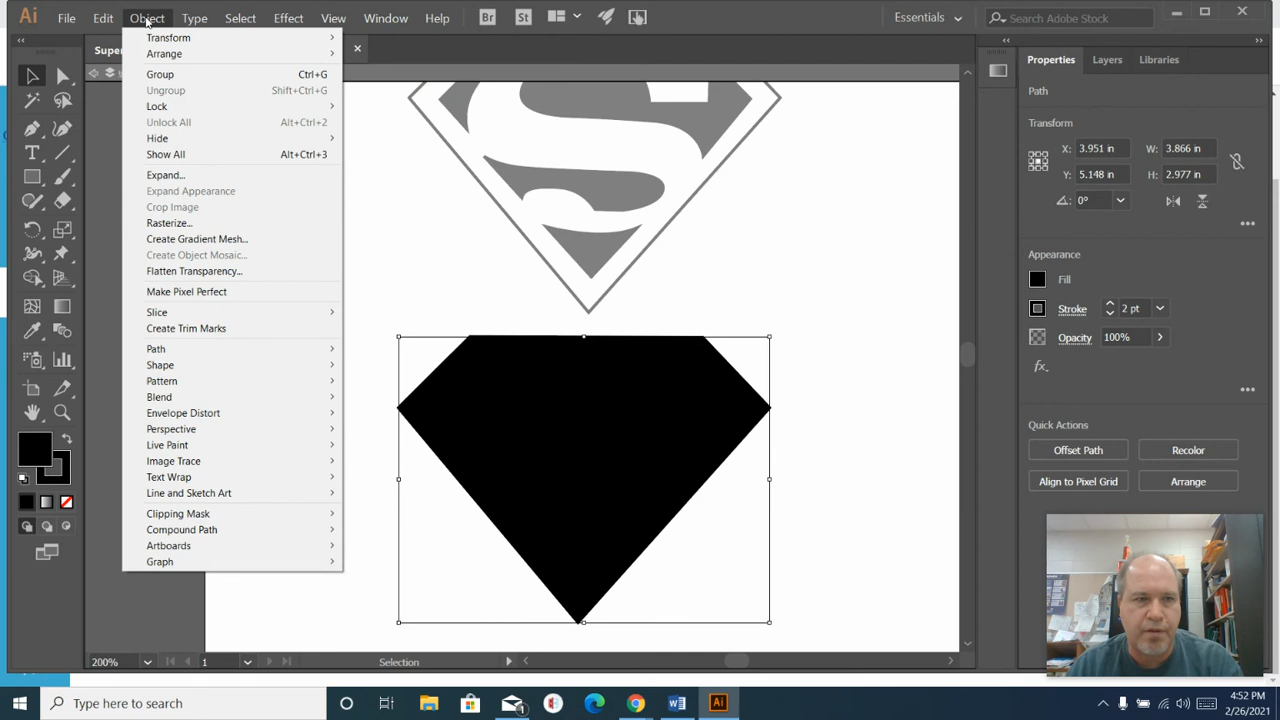 Ai File Edit Object Type Select Effect View Window Help Br St Essentials Search Adobe Stock
Super
Transform
Arrange
Group Ctrl+G
Ungroup Shift+Ctrl+G
Lock
Unlock All Alt+Ctrl+2
Hide
Show All Alt+Ctrl+3
Expand...
Expand Appearance
Crop Image
Rasterize...
Create Gradient Mesh...
Create Object Mosaic...
Flatten Transparency...
Make Pixel Perfect
Slice
Create Trim Marks
Path
Shape
Pattern
Blend
Envelope Distort
Perspective
Live Paint
Image Trace
Text Wrap
Line and Sketch Art
Clipping Mask
Compound Path
Artboards
Graph
S
Properties Layers Libraries
Path
Transform
X: 3.951 in W: 3.866 in
Y: 5.148 in H: 2.977 in
0°
Appearance
Fill
Stroke 2 pt
Opacity 100%
fx
Quick Actions
Offset Path Recolor
Align to Pixel Grid Arrange
200% 1 Selection
Type here to search
4:52 PM
2/26/2021